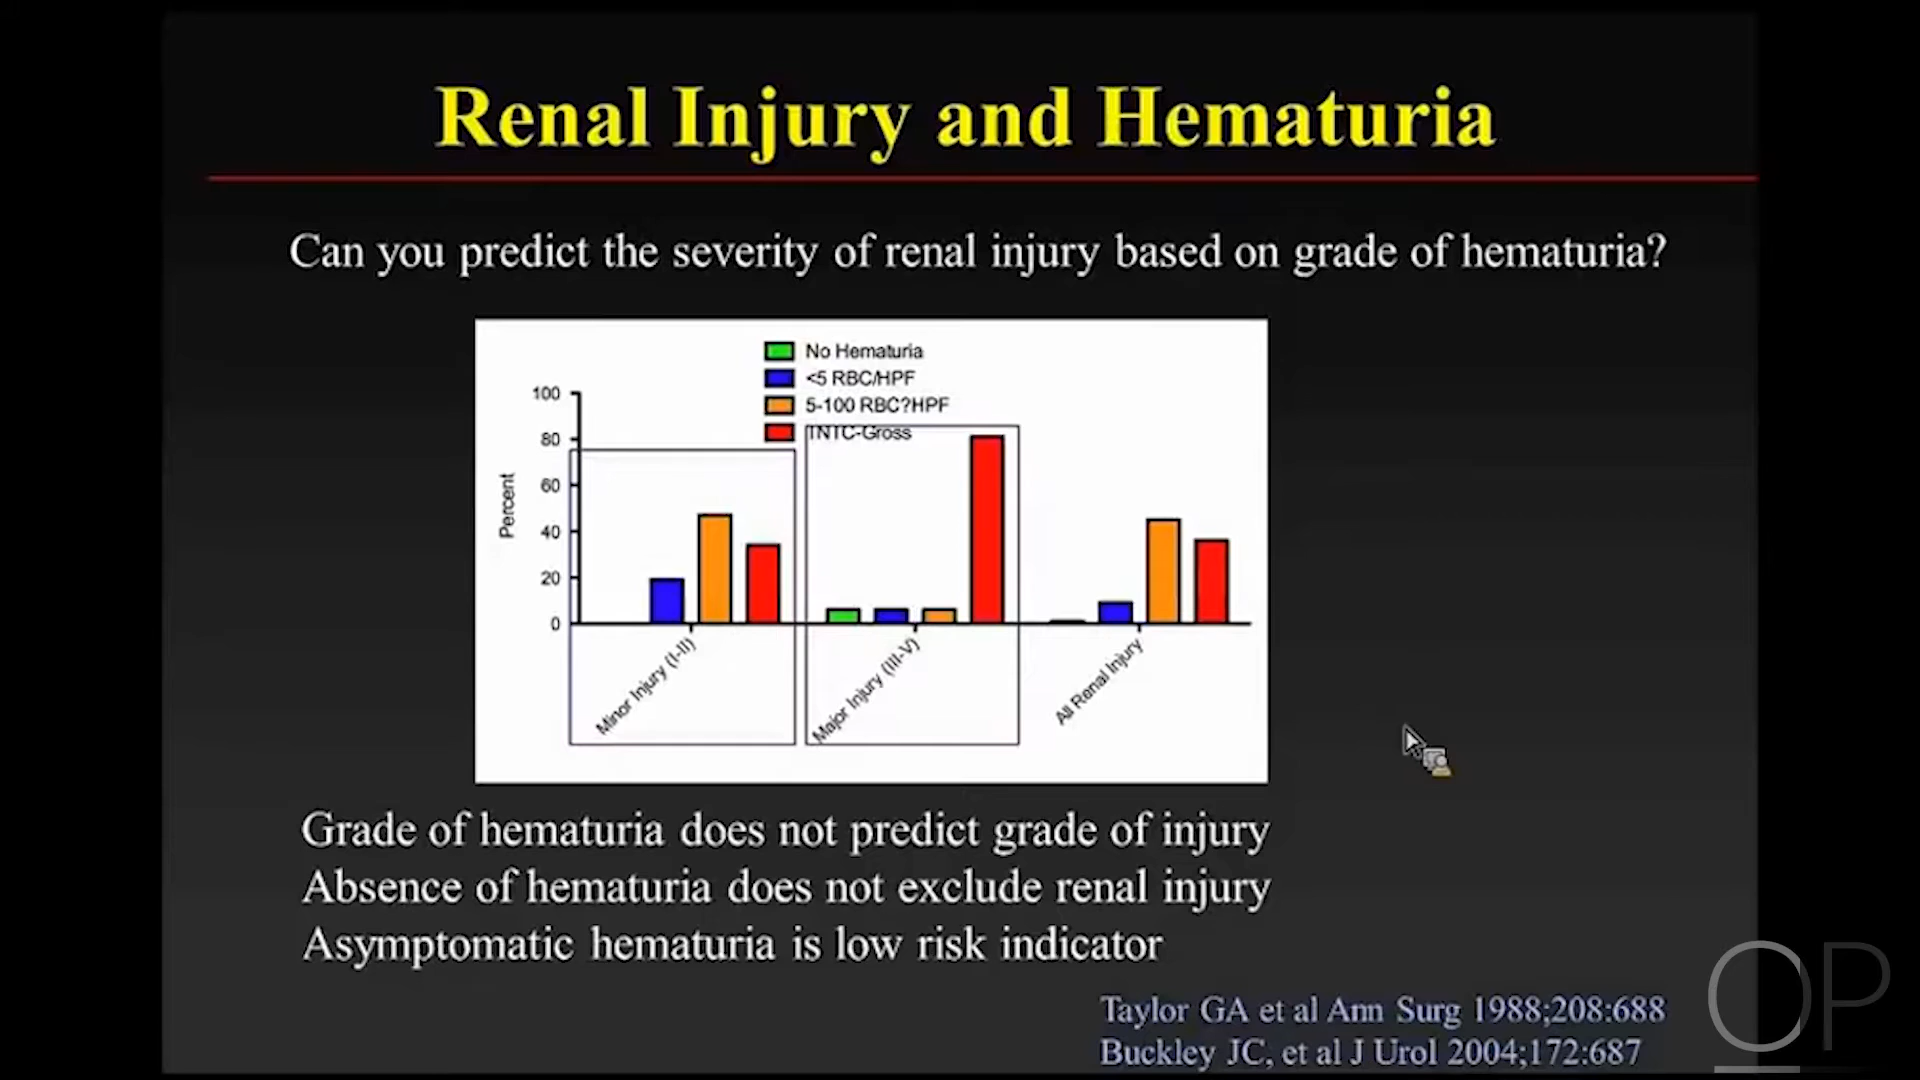 Renal Injury and Hematuria
Can you predict the severity of renal injury based on grade of hematuria?
No Hematuria
<5 RBC/HPF
5-100 RBC?HPF
TNTC-Gross
100
80
60
40
20
0
Percent
Minor Injury (I-II)
Major Injury (III-V)
All Renal Injury
Grade of hematuria does not predict grade of injury
Absence of hematuria does not exclude renal injury
Asymptomatic hematuria is low risk indicator
Taylor GA et al Ann Surg 1988;208:688
Buckley JC, et al J Urol 2004;172:687
OP